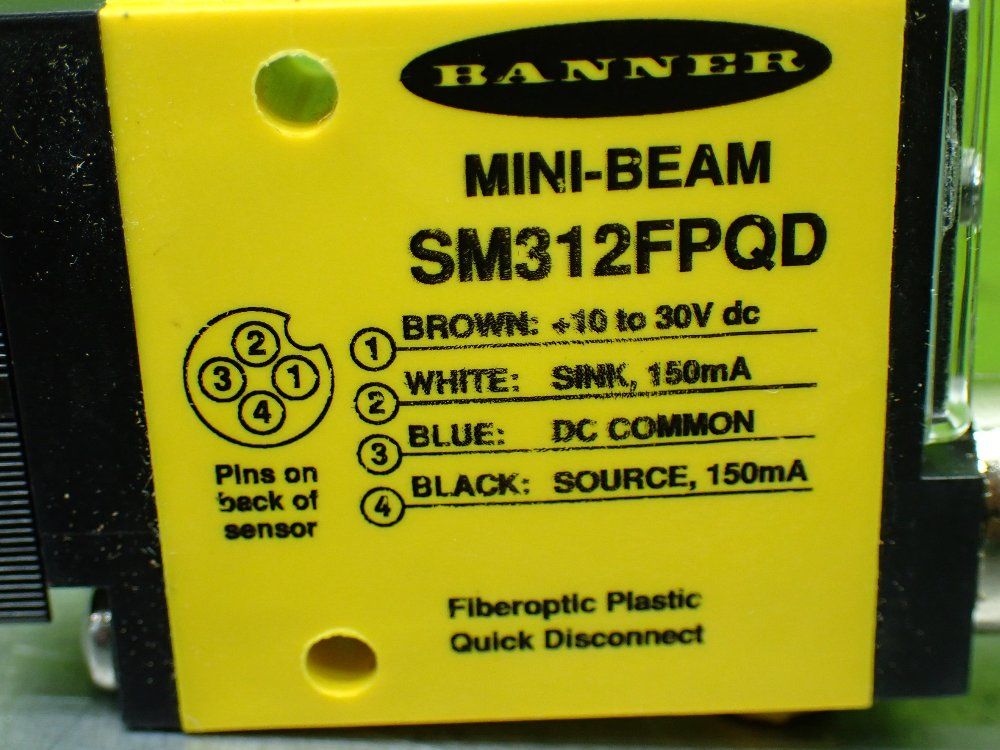 BANNER
MINI-BEAM
SM312FPQD
2
3 1
4
Pins on
back of
sensor
1 BROWN: +10 to 30V dc
2 WHITE: SINK, 150mA
3 BLUE: DC COMMON
4 BLACK: SOURCE, 150mA
Fiberoptic Plastic
Quick Disconnect